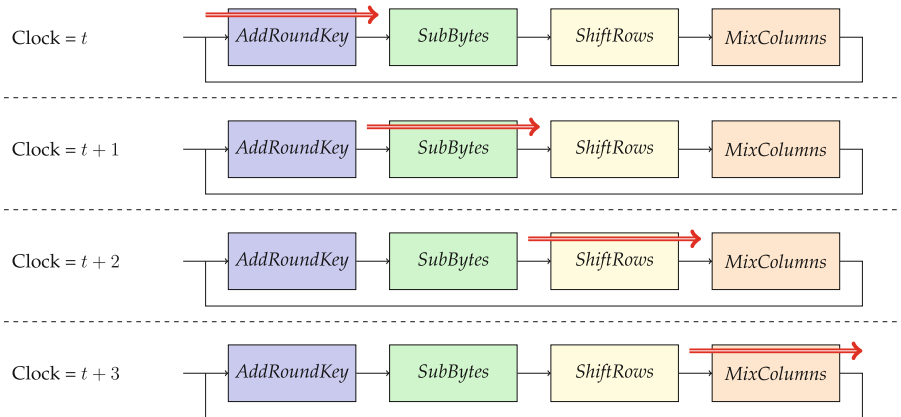 Clock = t AddRoundKey SubBytes ShiftRows MixColumns
Clock = t + 1 AddRoundKey SubBytes ShiftRows MixColumns
Clock = t + 2 AddRoundKey SubBytes ShiftRows MixColumns
Clock = t + 3 AddRoundKey SubBytes ShiftRows MixColumns